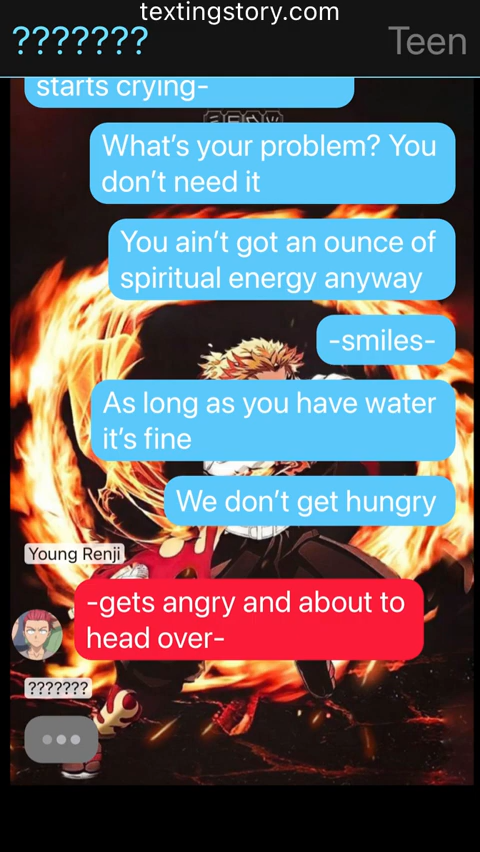 textingstory.com
???????
Teen
starts crying-
What’s your problem? You
don’t need it
You ain’t got an ounce of
spiritual energy anyway
-smiles-
As long as you have water
it’s fine
We don’t get hungry
Young Renji
-gets angry and about to
head over-
???????